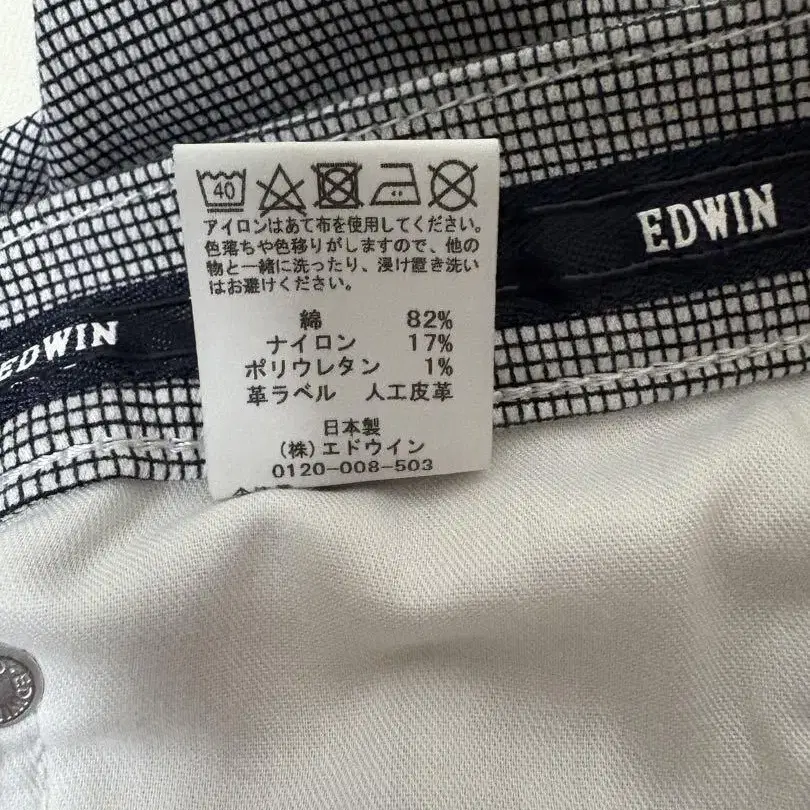 40
アイロンはあて布を使用してください。
色落ちや色移りがしますので、他の
物と一緒に洗ったり、浸け置き洗い
はお避けください。
綿 82%
ナイロン 17%
ポリウレタン 1%
革ラベル 人工皮革
日本製
(株)エドウイン
0120-008-503
EDWIN
EDWIN